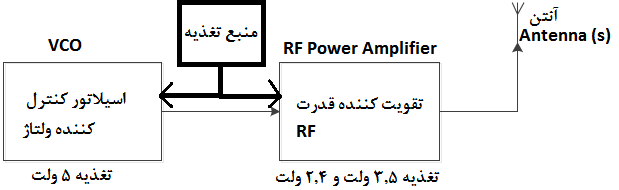 VCO
منبع تغذیه
RF Power Amplifier
آنتن
Antenna (s)
اسیلاتور کنترل
کننده ولتاژ
تقویت کننده قدرت
RF
تغذیه ۵ ولت
تغذیه ۳٫۵ ولت و ۲٫۴ ولت